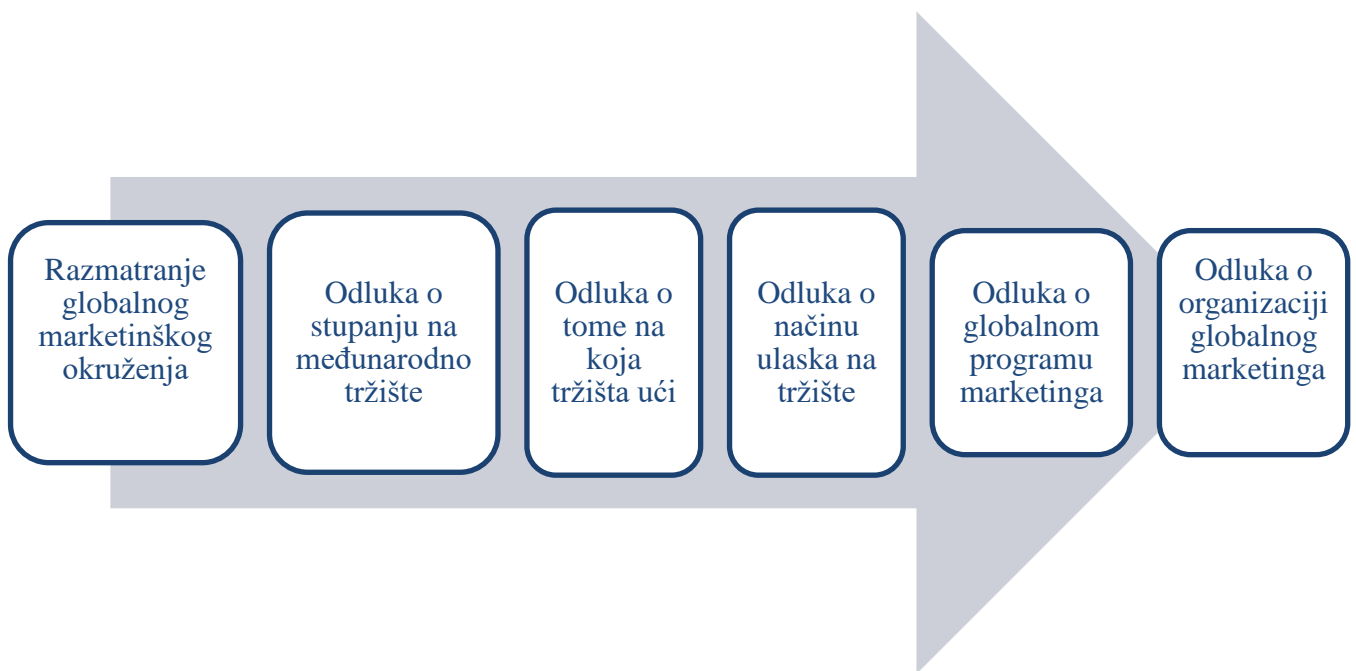 Razmatranje
globalnog
marketinškog
okruženja
Odluka o
stupanju na
međunarodno
tržište
Odluka o
tome na
koja
tržišta ući
Odluka o
načinu
ulaska na
tržište
Odluka o
globalnom
programu
marketinga
Odluka o
organizaciji
globalnog
marketinga